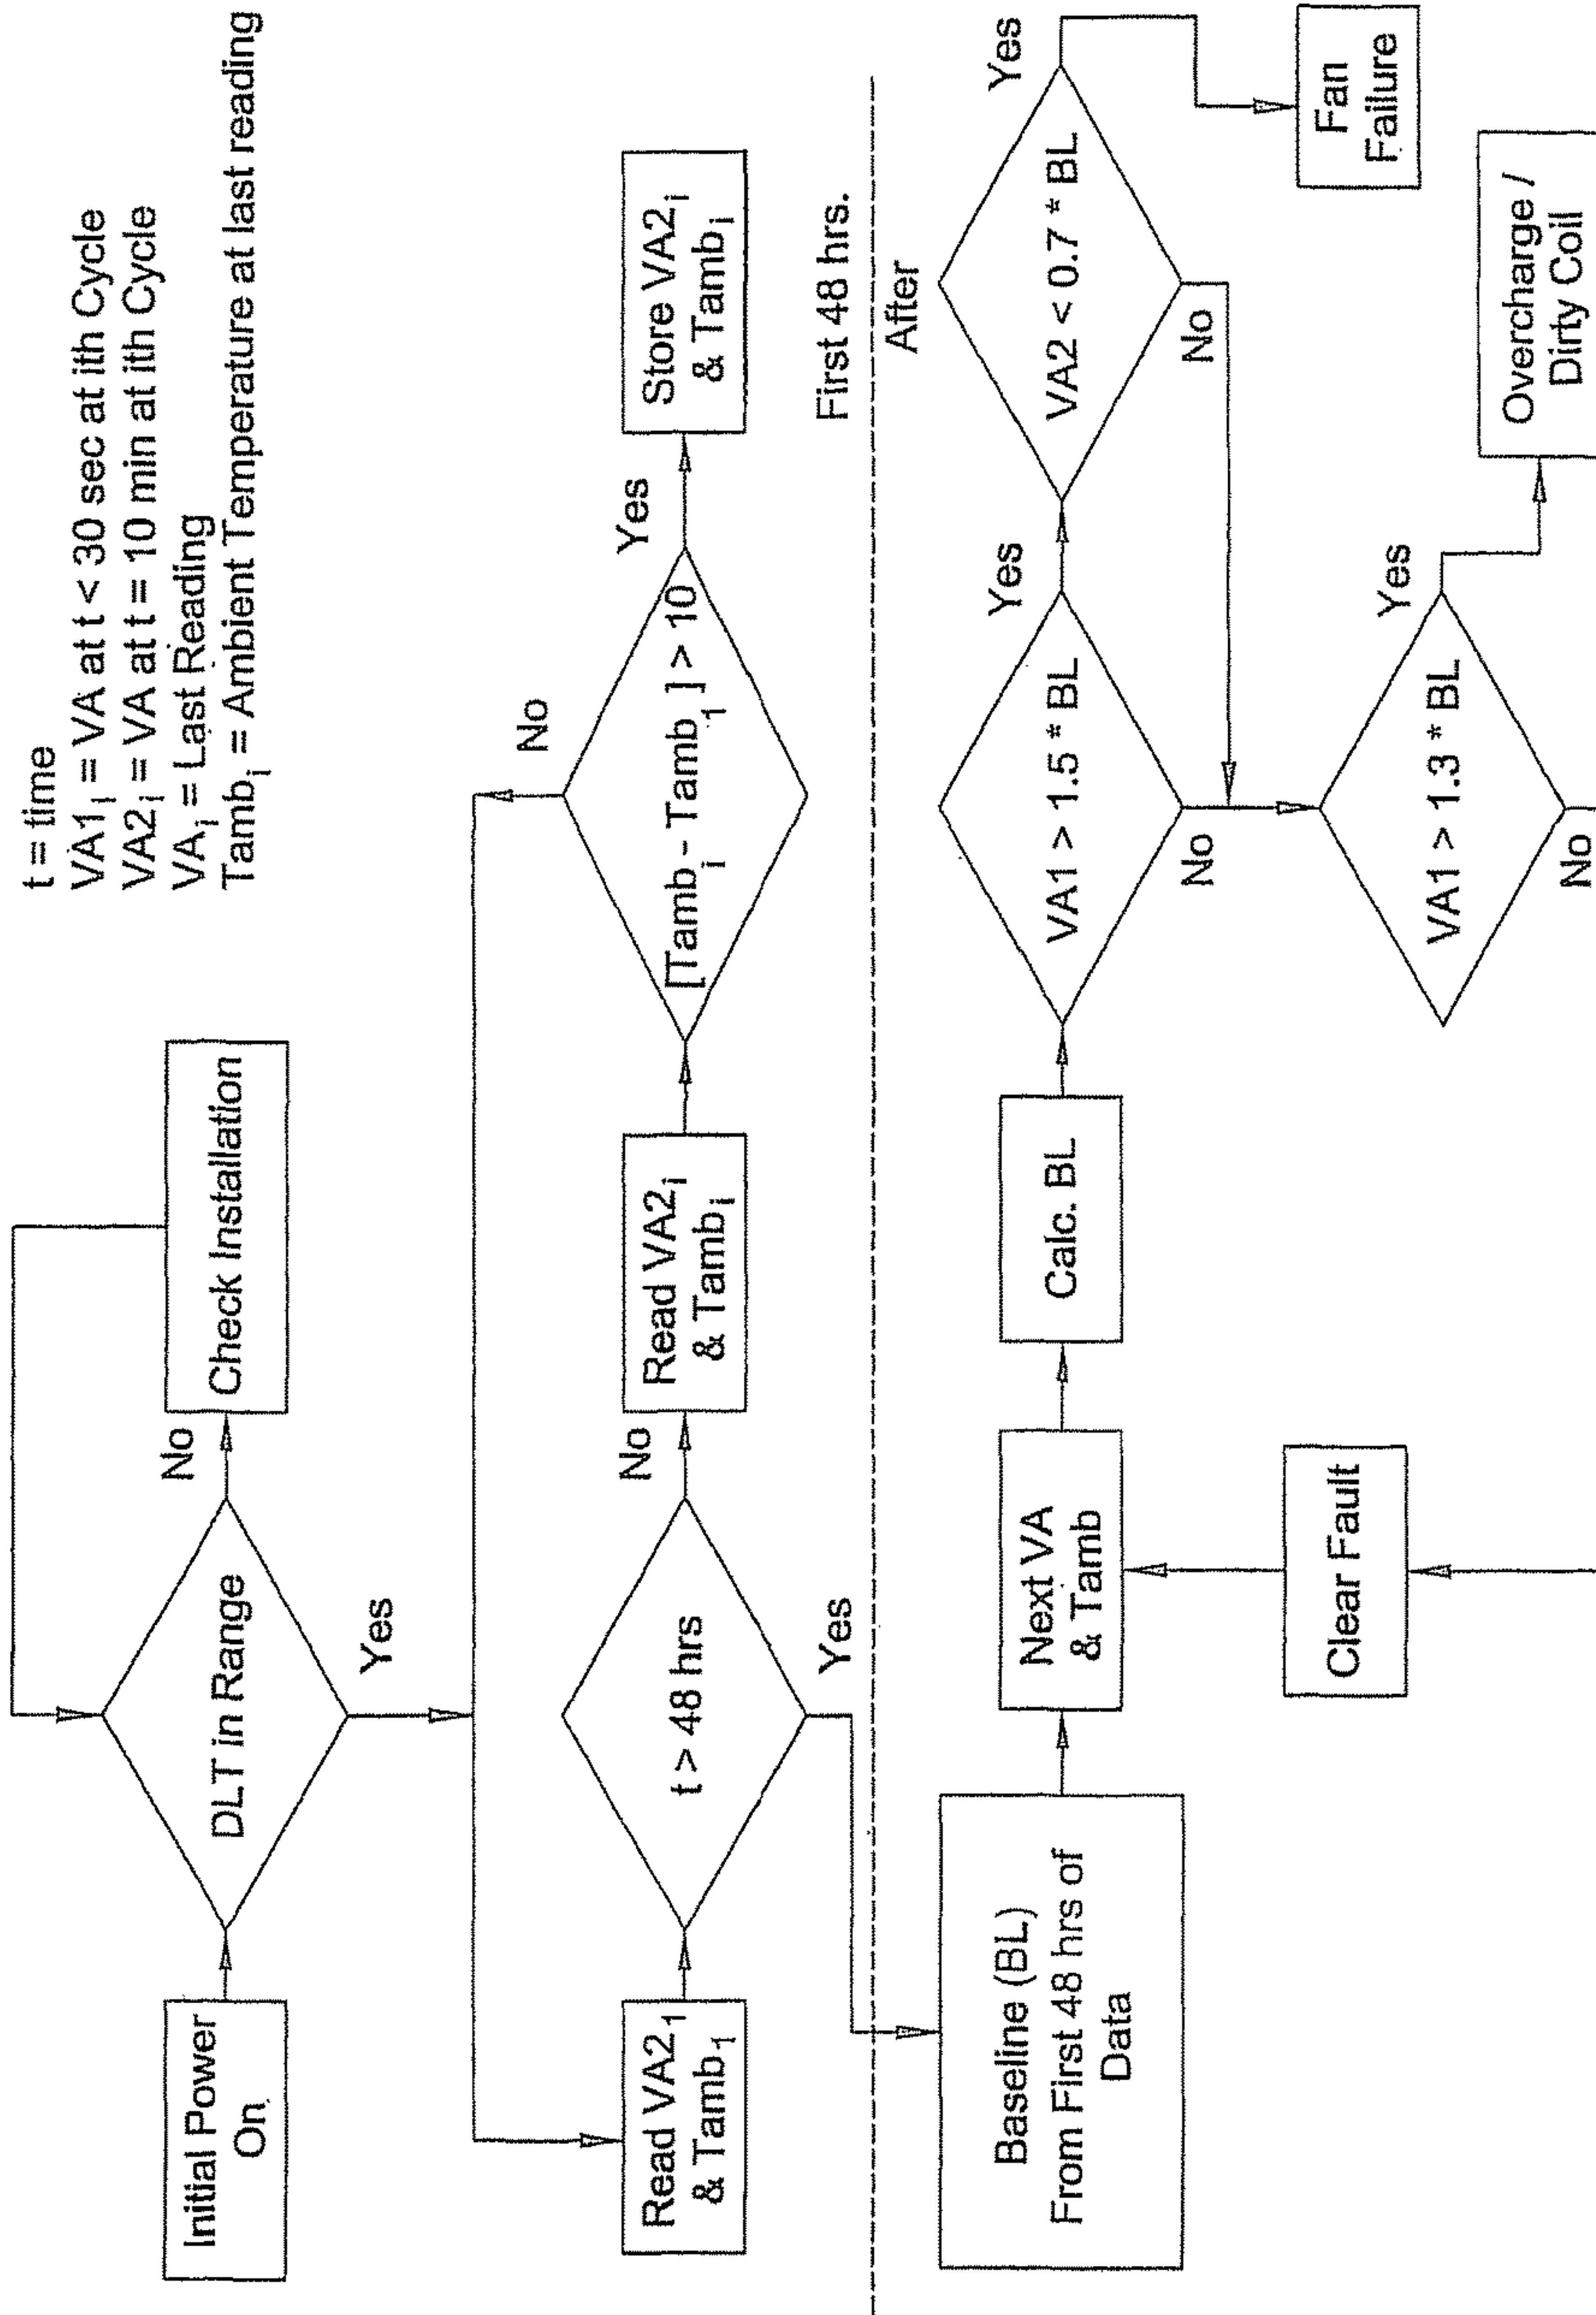 t = time
VA1i = VA at t < 30 sec at ith Cycle
VA2i = VA at t = 10 min at ith Cycle
VAi = Last Reading
Tambi = Ambient Temperature at last reading
Initial Power
On
DLT in Range
No
Check Installation
Yes
Read VA21
& Tamb1
t > 48 hrs
No
Read VA2i
& Tambi
[Tambi - Tamb1] > 10
No
Yes
Store VA2i
& Tambi
Yes
First 48 hrs.
After
Baseline (BL)
From First 48 hrs of
Data
Next VA
& Tamb
Calc. BL
VA1 > 1.5 * BL
Yes
No
VA2 < 0.7 * BL
Yes
No
Fan
Failure
Clear Fault
VA1 > 1.3 * BL
Yes
No
Overcharge /
Dirty Coil